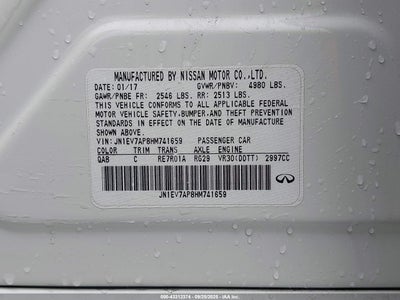 MANUFACTURED BY NISSAN MOTOR CO.,LTD.
DATE: 01/17 GVWR/PNBV: 4980 LBS.
GAWR/PNBE FR: 2546 LBS. RR: 2513 LBS.
THIS VEHICLE CONFORMS TO ALL APPLICABLE FEDERAL
MOTOR VEHICLE SAFETY, BUMPER, AND THEFT PREVENTION
STANDARDS IN EFFECT ON THE DATE OF MANUFACTURE
SHOWN ABOVE.
VIN: JN1EV7AP8HM741659 PASSENGER CAR
COLOR TRIM TRANS AXLE ENGINE
QAB C RE7R01A RG29 VR30(DDTT) 2997CC
JN1EV7AP8HM741659
INFINITI
000-43312374 - 09/29/2025 - IAA Inc.